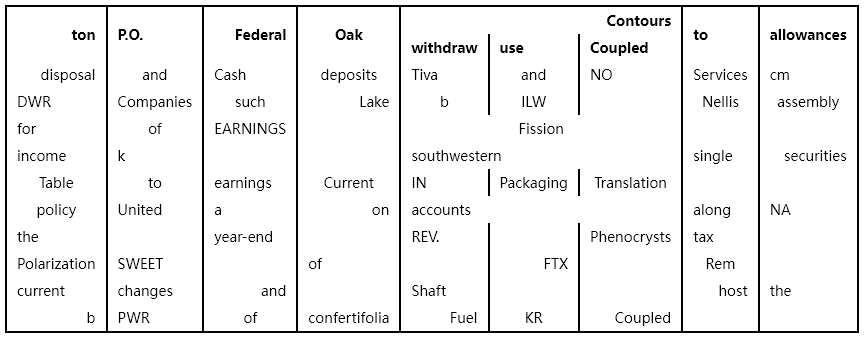 Contours
ton P.O. Federal Oak withdraw use Coupled to allowances
disposal and Cash deposits Tiva and NO Services cm
DWR Companies such Lake b ILW Nellis assembly
for of EARNINGS Fission
income k southwestern single securities
Table to earnings Current IN Packaging Translation
policy United a on accounts along NA
the year-end REV. Phenocrysts tax
Polarization SWEET of FTX Rem
current changes and Shaft host the
b PWR of confertifolia Fuel KR Coupled